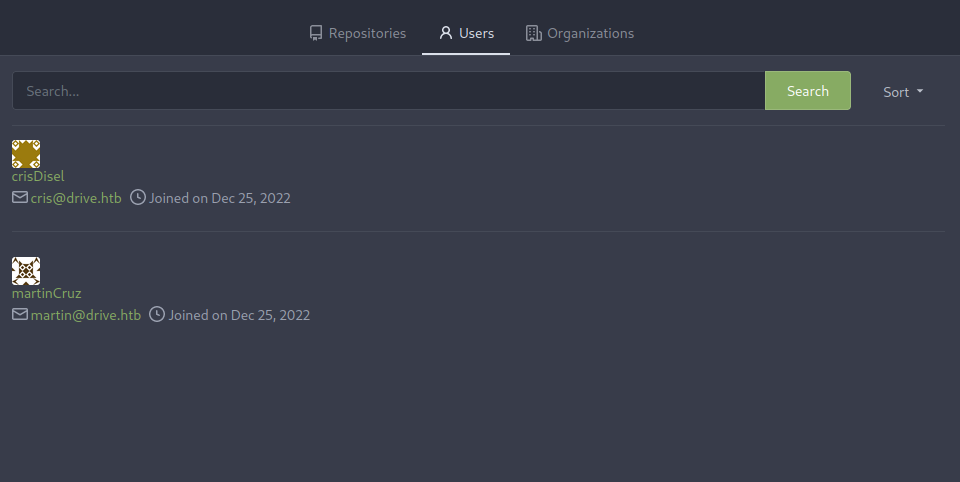 Repositories Users Organizations
Search... Search Sort
crisDisel
cris@drive.htb Joined on Dec 25, 2022
martinCruz
martin@drive.htb Joined on Dec 25, 2022